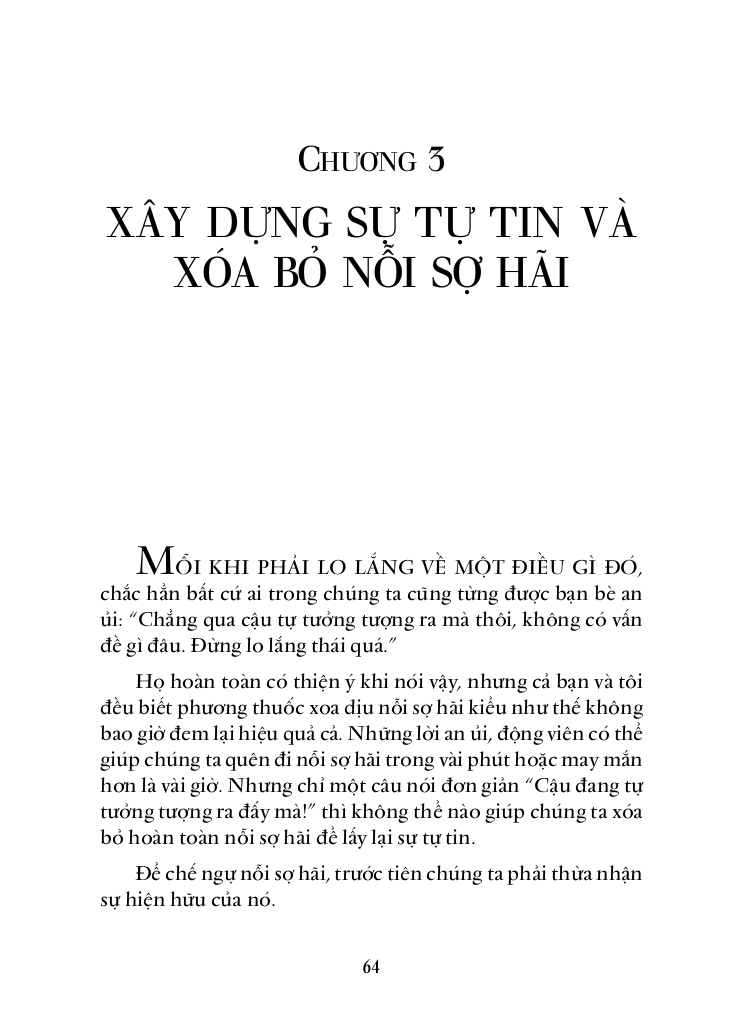 CHƯƠNG 3
XÂY DỰNG SỰ TỰ TIN VÀ
XÓA BỎ NỖI SỢ HÃI
MỖI KHI PHẢI LO LẮNG VỀ MỘT ĐIỀU GÌ ĐÓ,
chắc hẳn bất cứ ai trong chúng ta cũng từng được bạn bè an
ủi: “Chẳng qua cậu tự tưởng tượng ra mà thôi, không có vấn
đề gì đâu. Đừng lo lắng thái quá.”
Họ hoàn toàn có thiện ý khi nói vậy, nhưng cả bạn và tôi
đều biết phương thuốc xoa dịu nỗi sợ hãi kiểu như thế không
bao giờ đem lại hiệu quả cả. Những lời an ủi, động viên có thể
giúp chúng ta quên đi nỗi sợ hãi trong vài phút hoặc may mắn
hơn là vài giờ. Nhưng chỉ một câu nói đơn giản “Cậu đang tự
tưởng tượng ra đấy mà!” thì không thể nào giúp chúng ta xóa
bỏ hoàn toàn nỗi sợ hãi để lấy lại sự tự tin.
Để chế ngự nỗi sợ hãi, trước tiên chúng ta phải thừa nhận
sự hiện hữu của nó.
64